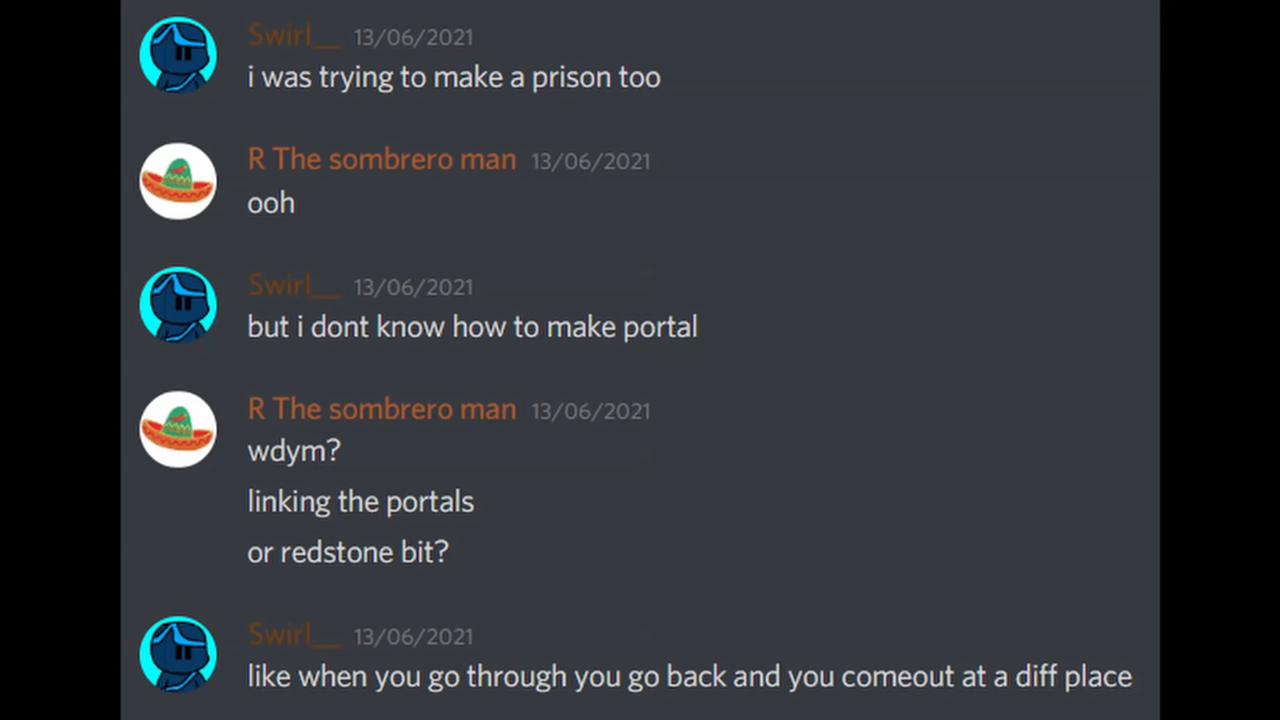 Swirl__ 13/06/2021
i was trying to make a prison too
R The sombrero man 13/06/2021
ooh
Swirl__ 13/06/2021
but i dont know how to make portal
R The sombrero man 13/06/2021
wdym?
linking the portals
or redstone bit?
Swirl__ 13/06/2021
like when you go through you go back and you comeout at a diff place